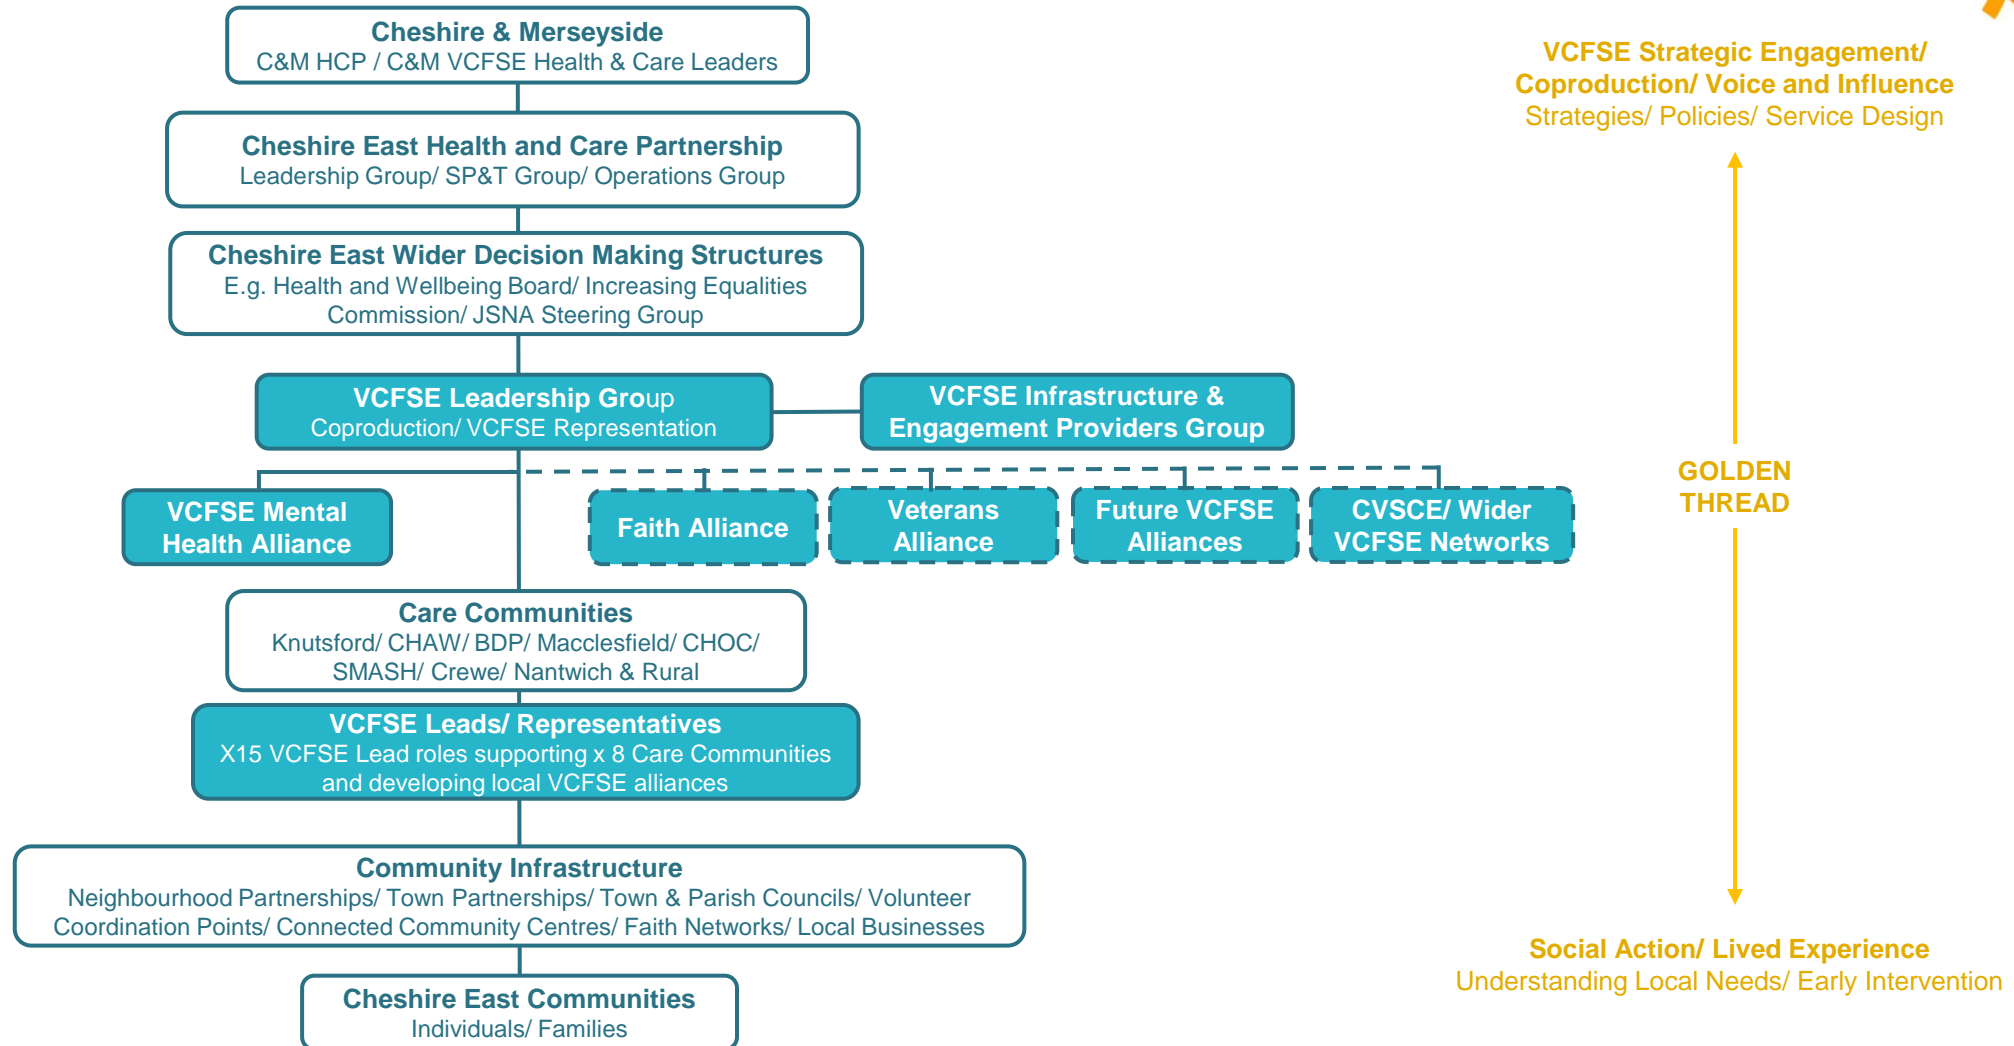 Cheshire & Merseyside
C&M HCP / C&M VCFSE Health & Care Leaders
Cheshire East Health and Care Partnership
Leadership Group/ SP&T Group/ Operations Group
Cheshire East Wider Decision Making Structures
E.g. Health and Wellbeing Board/ Increasing Equalities
Commission/ JSNA Steering Group
VCFSE Leadership Group
Coproduction/ VCFSE Representation
VCFSE Infrastructure &
Engagement Providers Group
VCFSE Mental
Health Alliance
Faith Alliance
Veterans
Alliance
Future VCFSE
Alliances
CVSCE/ Wider
VCFSE Networks
Care Communities
Knutsford/ CHAW/ BDP/ Macclesfield/ CHOC/
SMASH/ Crewe/ Nantwich & Rural
VCFSE Leads/ Representatives
X15 VCFSE Lead roles supporting x 8 Care Communities
and developing local VCFSE alliances
Community Infrastructure
Neighbourhood Partnerships/ Town Partnerships/ Town & Parish Councils/ Volunteer
Coordination Points/ Connected Community Centres/ Faith Networks/ Local Businesses
Cheshire East Communities
Individuals/ Families
VCFSE Strategic Engagement/
Coproduction/ Voice and Influence
Strategies/ Policies/ Service Design
GOLDEN
THREAD
Social Action/ Lived Experience
Understanding Local Needs/ Early Intervention